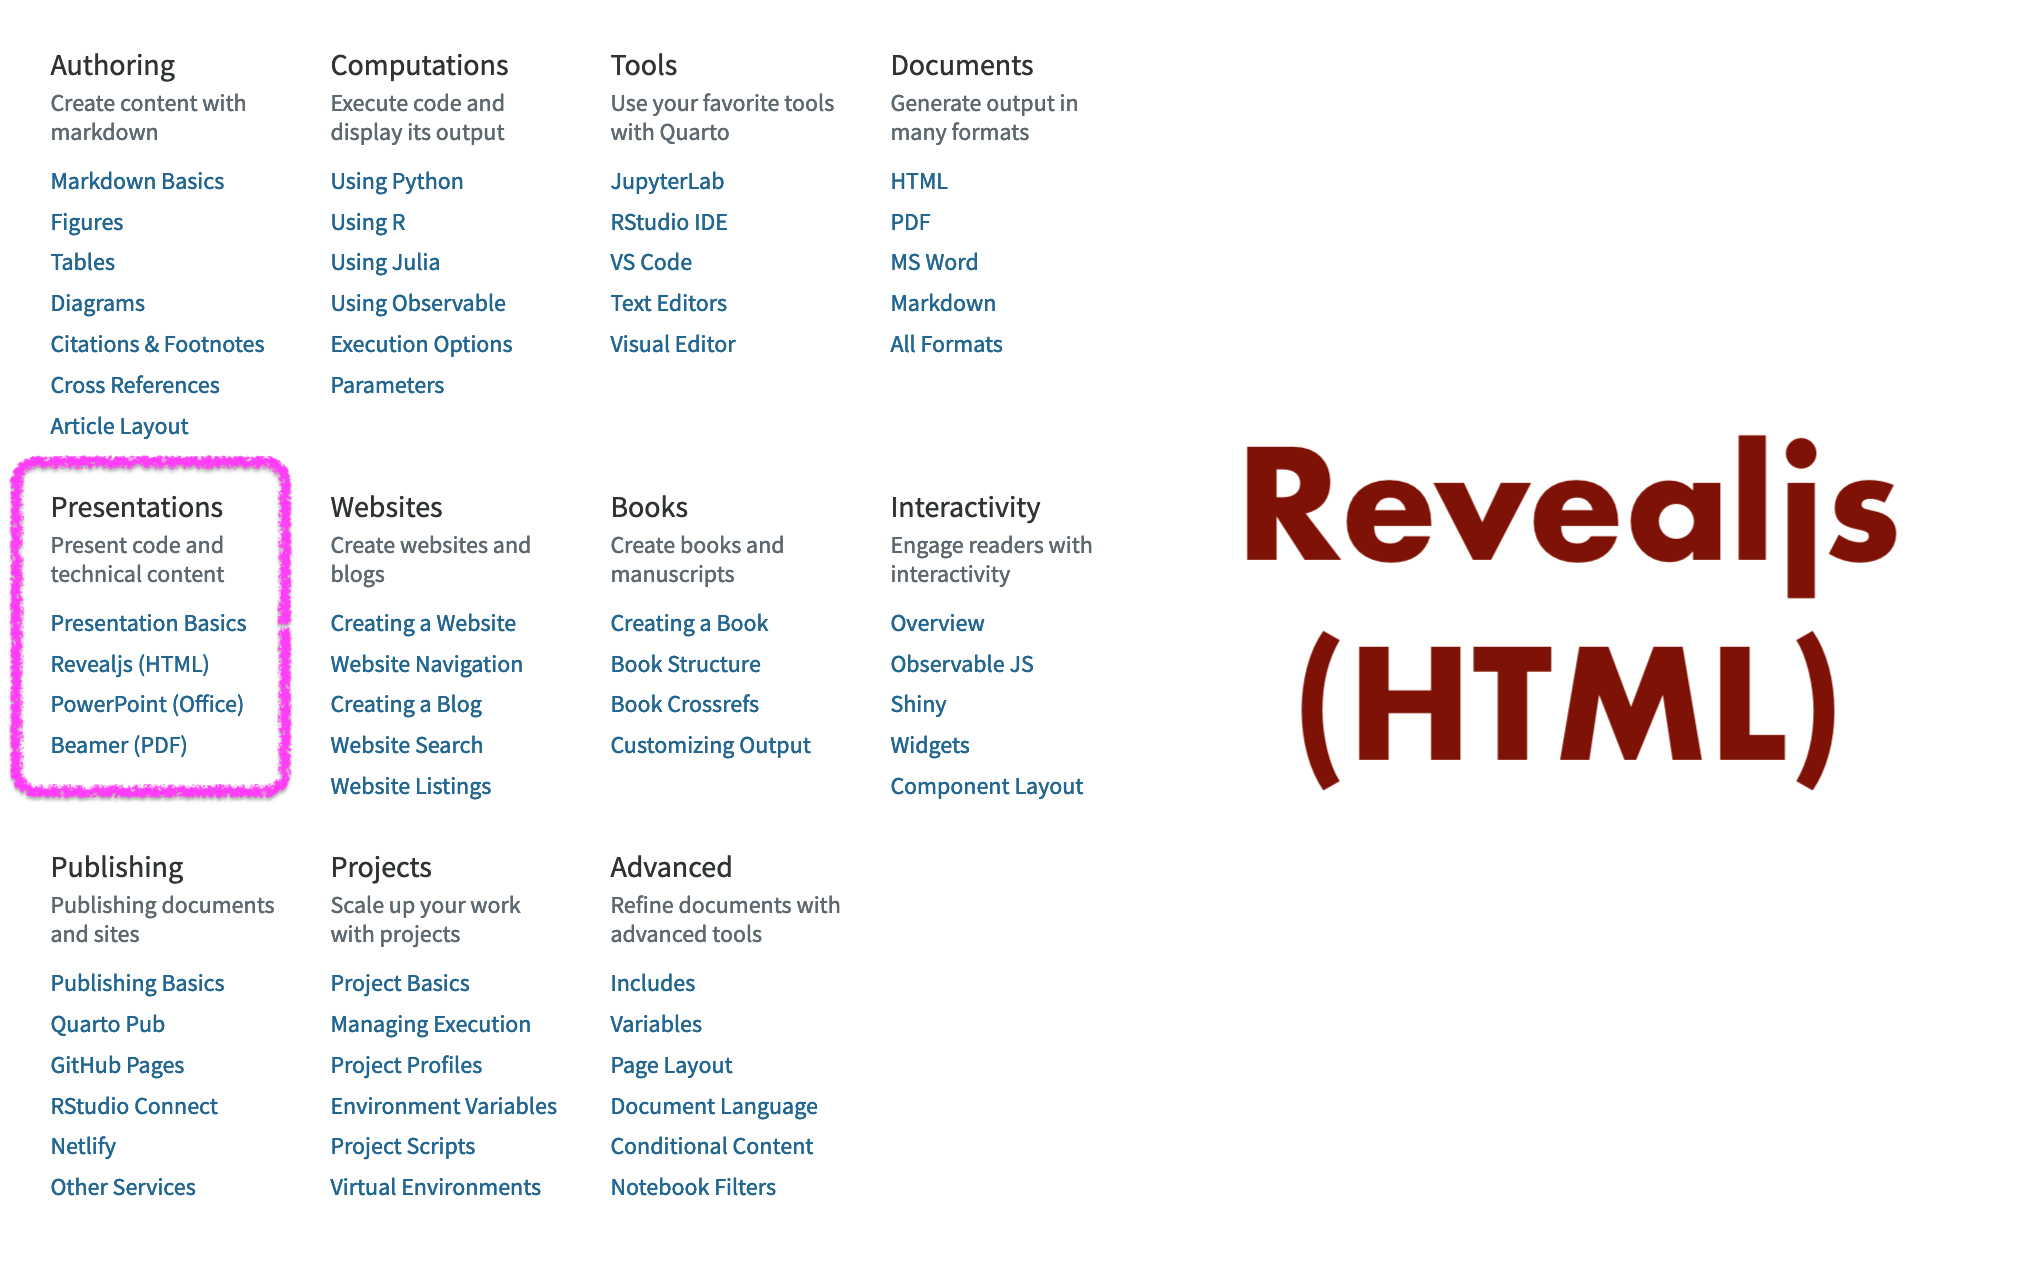 Authoring
Create content with
markdown
Markdown Basics
Figures
Tables
Diagrams
Citations & Footnotes
Cross References
Article Layout
Computations
Execute code and
display its output
Using Python
Using R
Using Julia
Using Observable
Execution Options
Parameters
Tools
Use your favorite tools
with Quarto
JupyterLab
RStudio IDE
VS Code
Text Editors
Visual Editor
Documents
Generate output in
many formats
HTML
PDF
MS Word
Markdown
All Formats
Presentations
Present code and
technical content
Presentation Basics
Revealjs (HTML)
PowerPoint (Office)
Beamer (PDF)
Websites
Create websites and
blogs
Creating a Website
Website Navigation
Creating a Blog
Website Search
Website Listings
Books
Create books and
manuscripts
Creating a Book
Book Structure
Book Crossrefs
Customizing Output
Interactivity
Engage readers with
interactivity
Overview
Observable JS
Shiny
Widgets
Component Layout
Publishing
Publishing documents
and sites
Publishing Basics
Quarto Pub
GitHub Pages
RStudio Connect
Netlify
Other Services
Projects
Scale up your work
with projects
Project Basics
Managing Execution
Project Profiles
Environment Variables
Project Scripts
Virtual Environments
Advanced
Refine documents with
advanced tools
Includes
Variables
Page Layout
Document Language
Conditional Content
Notebook Filters
Revealjs
(HTML)